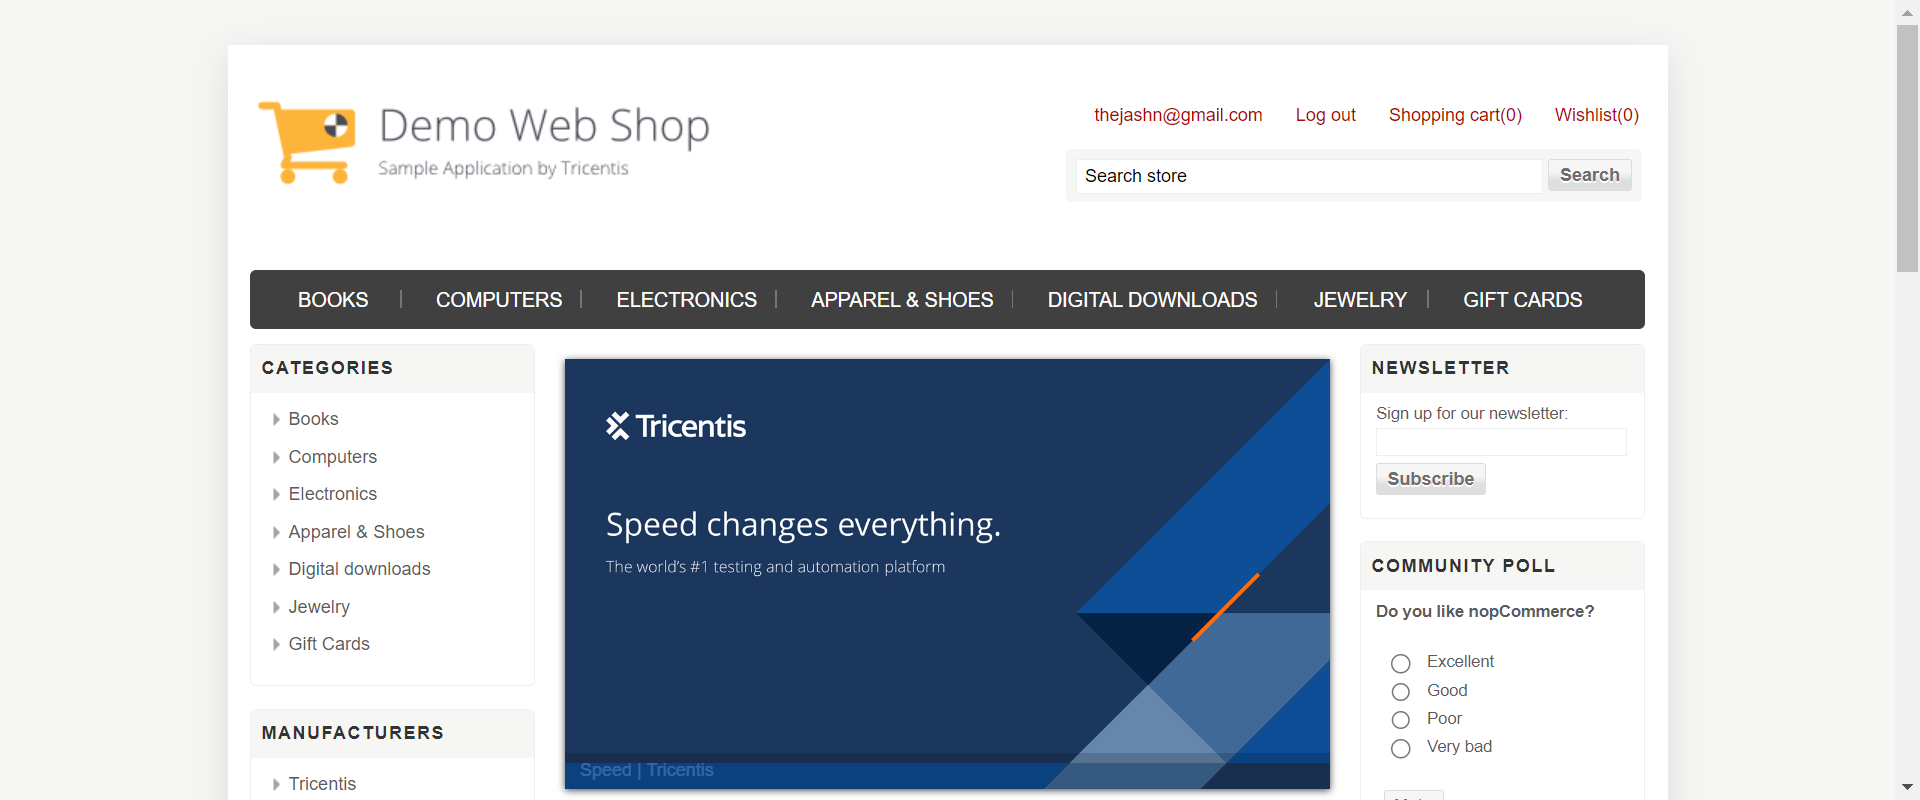 Demo Web Shop
Sample Application by Tricentis
thejashn@gmail.com Log out Shopping cart(0) Wishlist(0)
Search store Search
BOOKS COMPUTERS ELECTRONICS APPAREL & SHOES DIGITAL DOWNLOADS JEWELRY GIFT CARDS
CATEGORIES
Books
Computers
Electronics
Apparel & Shoes
Digital downloads
Jewelry
Gift Cards
MANUFACTURERS
Tricentis
Tricentis
Speed changes everything.
The world's #1 testing and automation platform
Speed | Tricentis
NEWSLETTER
Sign up for our newsletter:
Subscribe
COMMUNITY POLL
Do you like nopCommerce?
Excellent
Good
Poor
Very bad